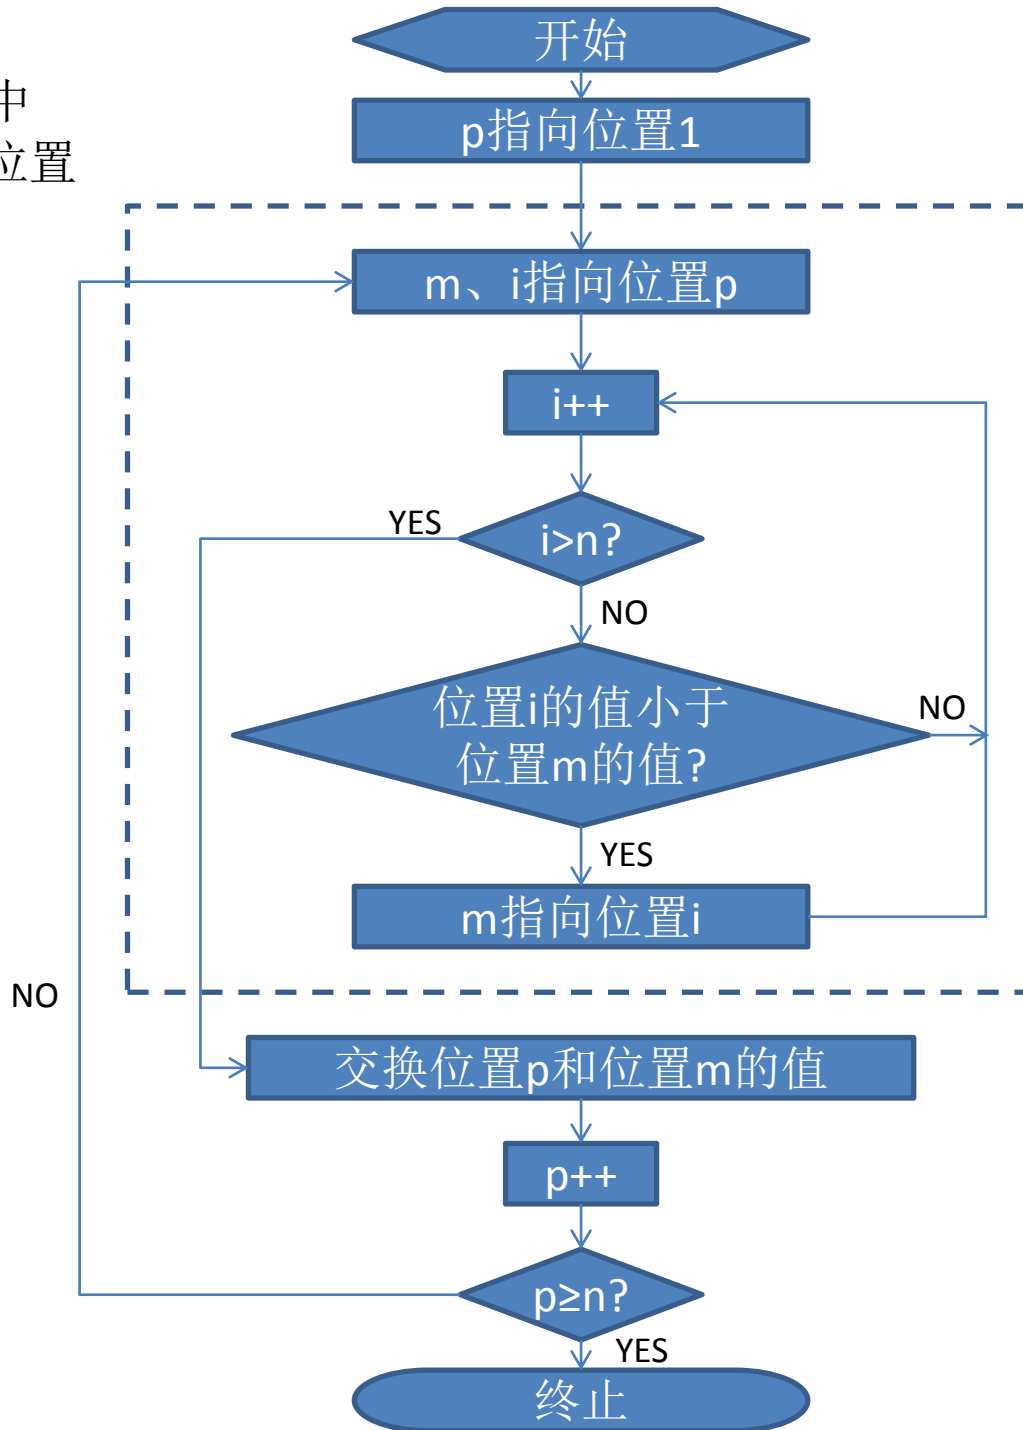 开始
中
位置
p指向位置1
m、i指向位置p
i++
YES
i>n?
NO
位置i的值小于
位置m的值?
NO
YES
m指向位置i
NO
交换位置p和位置m的值
p++
p≥n?
YES
终止